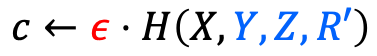 c ← ϵ · H(X, Y, Z, R′)